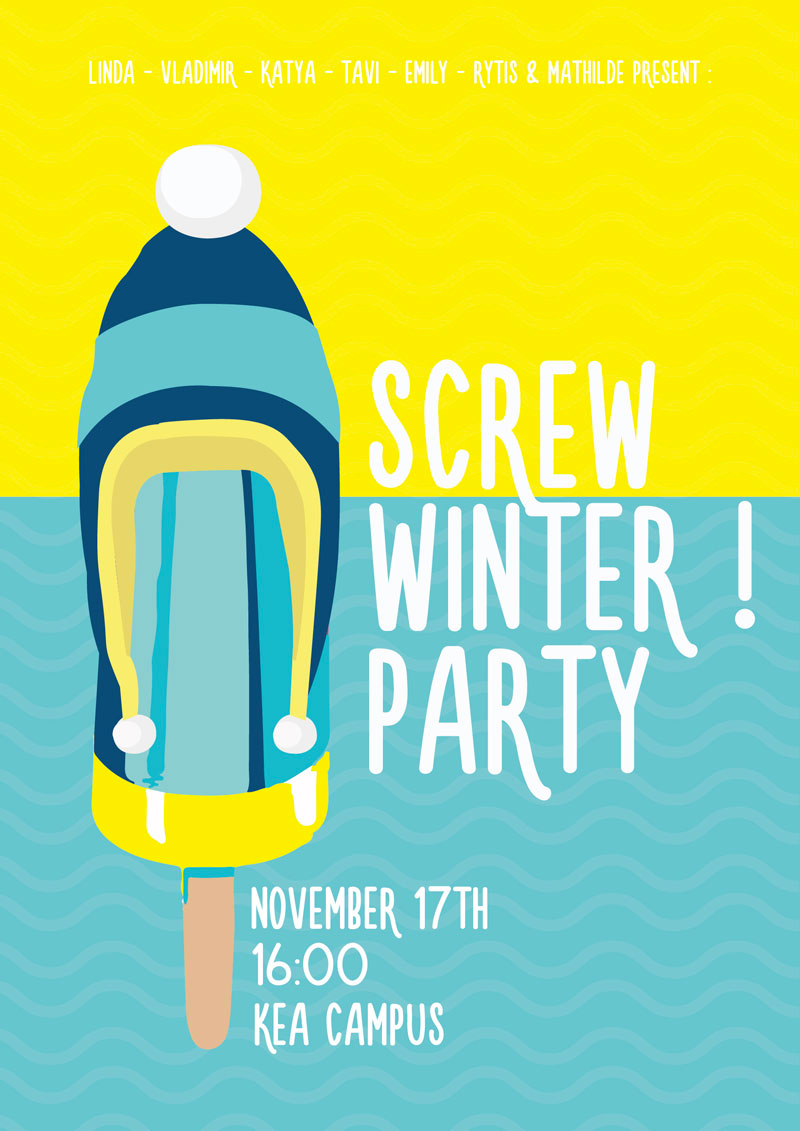 LINDA - VLADIMIR - KATYA - TAVI - EMILY - RYTIS & MATHILDE PRESENT :
SCREW
WINTER !
PARTY
NOVEMBER 17TH
16:00
KEA CAMPUS